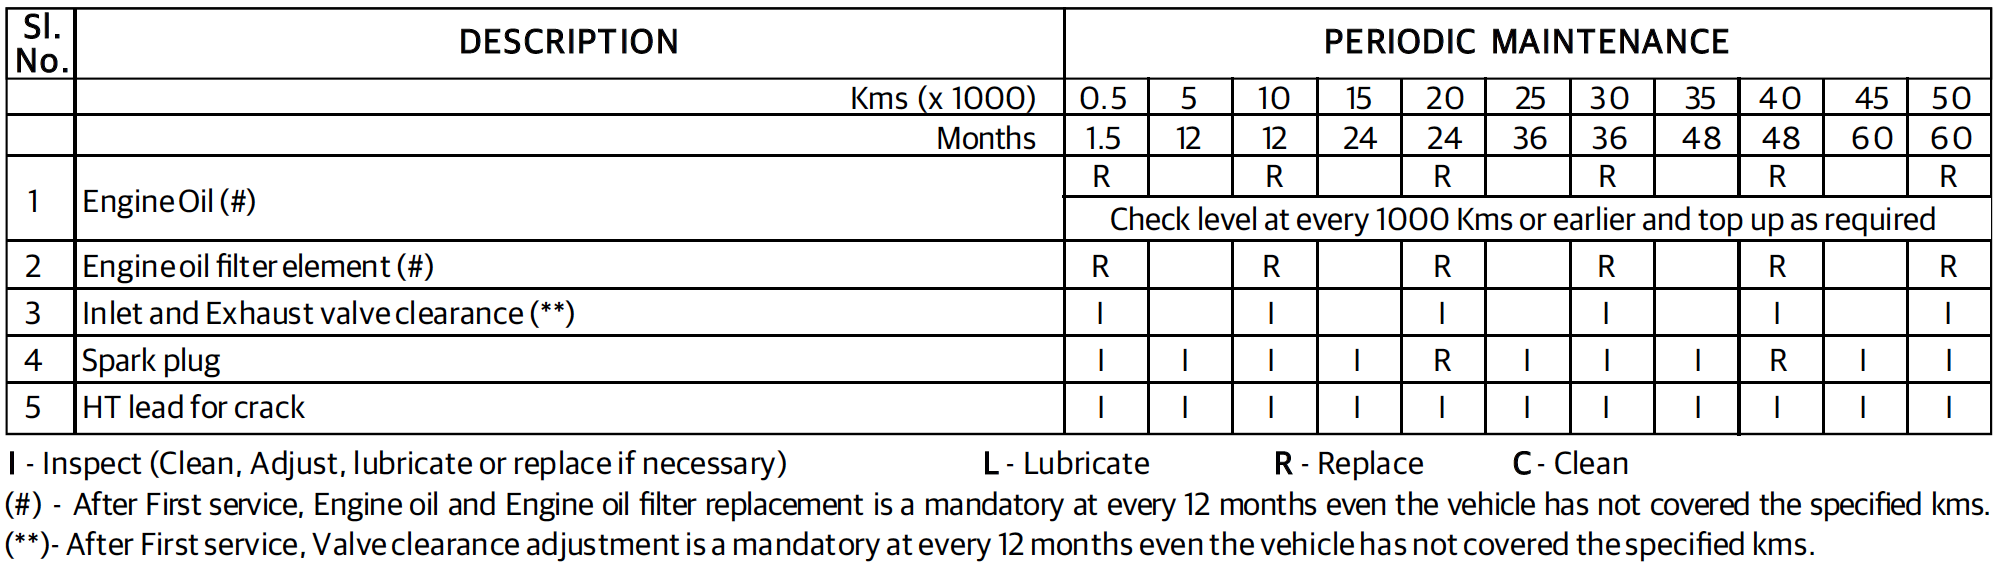 Sl. No. DESCRIPTION PERIODIC MAINTENANCE
Kms (x 1000) 0.5 5 10 15 20 25 30 35 40 45 50
Months 1.5 12 12 24 24 36 36 48 48 60 60
1 Engine Oil (#) R R R R R R
Check level at every 1000 Kms or earlier and top up as required
2 Engine oil filter element (#) R R R R R R
3 Inlet and Exhaust valve clearance (**) I I I I I I
4 Spark plug I I I I R I I I R I I
5 HT lead for crack I I I I I I I I I I I
I - Inspect (Clean, Adjust, lubricate or replace if necessary) L - Lubricate R - Replace C - Clean
(#) - After First service, Engine oil and Engine oil filter replacement is a mandatory at every 12 months even the vehicle has not covered the specified kms.
(**)- After First service, Valve clearance adjustment is a mandatory at every 12 months even the vehicle has not covered the specified kms.